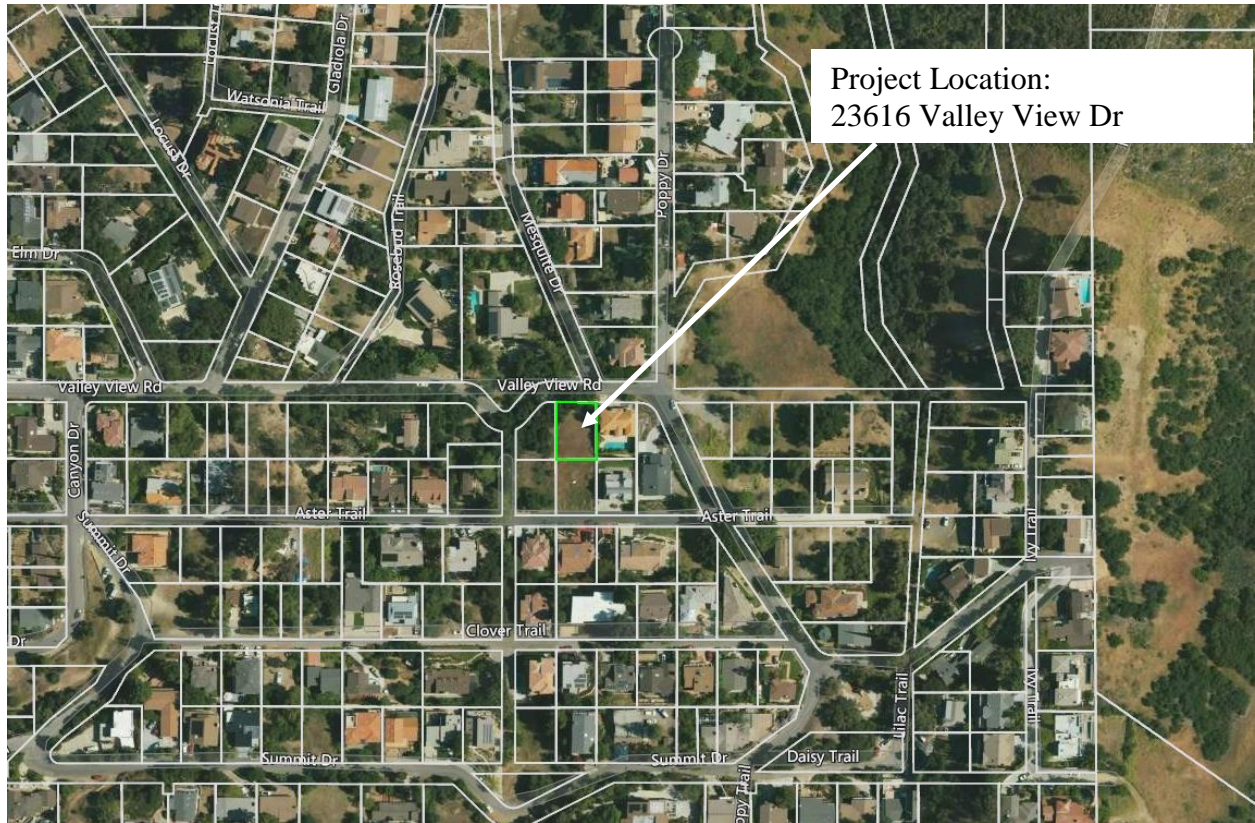 Project Location:
23616 Valley View Dr
Locust T
Gladiola Dr
Watsonia Trail
Locust Dr
Rosebud Trail
Mesquite Dr
Poppy Dr
Elm Dr
Valley View Rd
Valley View Rd
Canyon Dr
Aster Trail
Aster Trail
Summit Dr
Ivy Trail
Dr
Clover Trail
Lilac Trail
Ivy Trail
Summit Dr
Summit Dr
Daisy Trail
ppy Trail